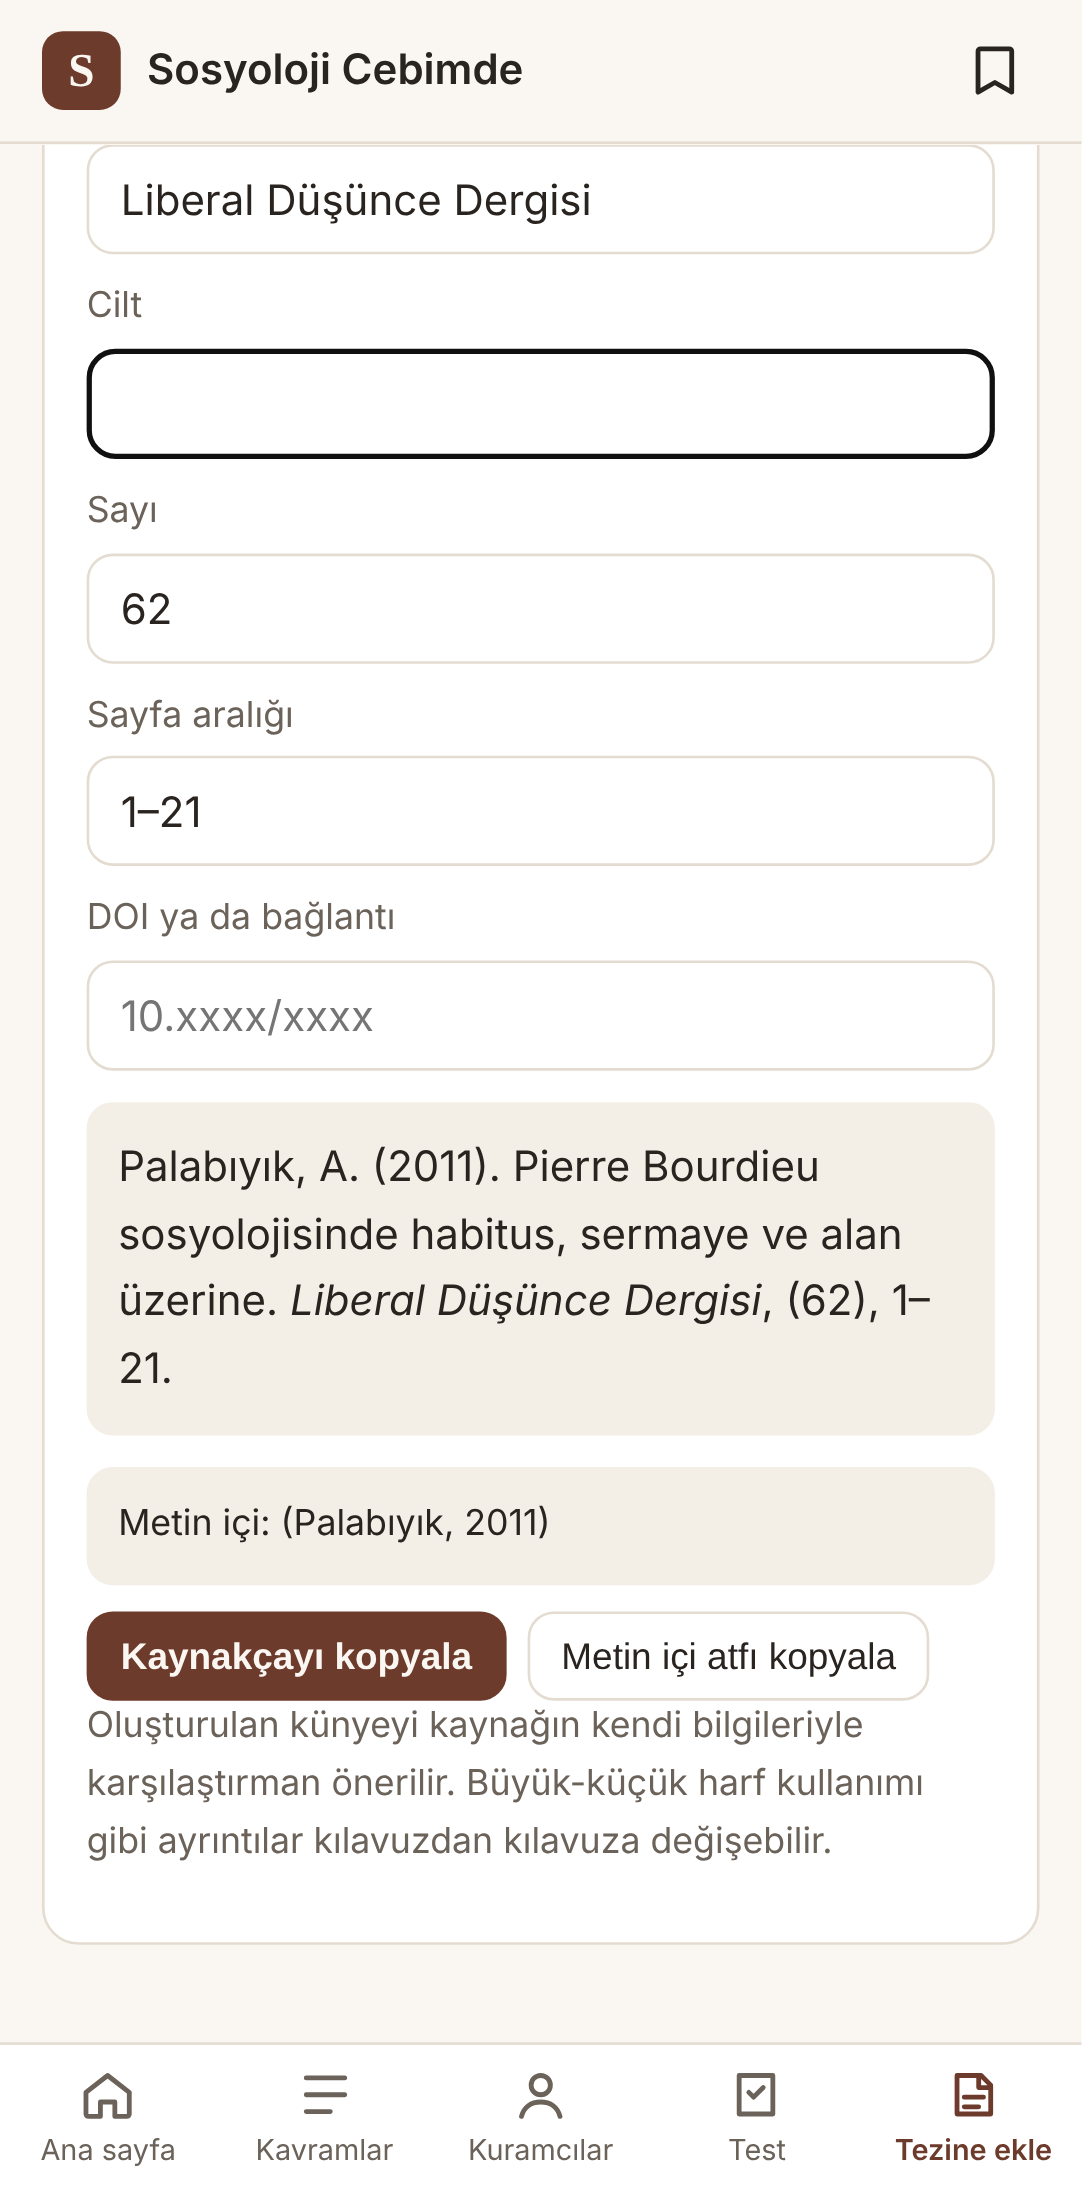 S
Sosyoloji Cebimde
Liberal Düşünce Dergisi
Cilt
Sayı
62
Sayfa aralığı
1–21
DOI ya da bağlantı
10.xxxx/xxxx
Palabıyık, A. (2011). Pierre Bourdieu
sosyolojisinde habitus, sermaye ve alan
üzerine. Liberal Düşünce Dergisi, (62), 1–
21.
Metin içi: (Palabıyık, 2011)
Kaynakçayı kopyala
Metin içi atfı kopyala
Oluşturulan künyeyi kaynağın kendi bilgileriyle
karşılaştırman önerilir. Büyük-küçük harf kullanımı
gibi ayrıntılar kılavuzdan kılavuza değişebilir.
Ana sayfa
Kavramlar
Kuramcılar
Test
Tezine ekle